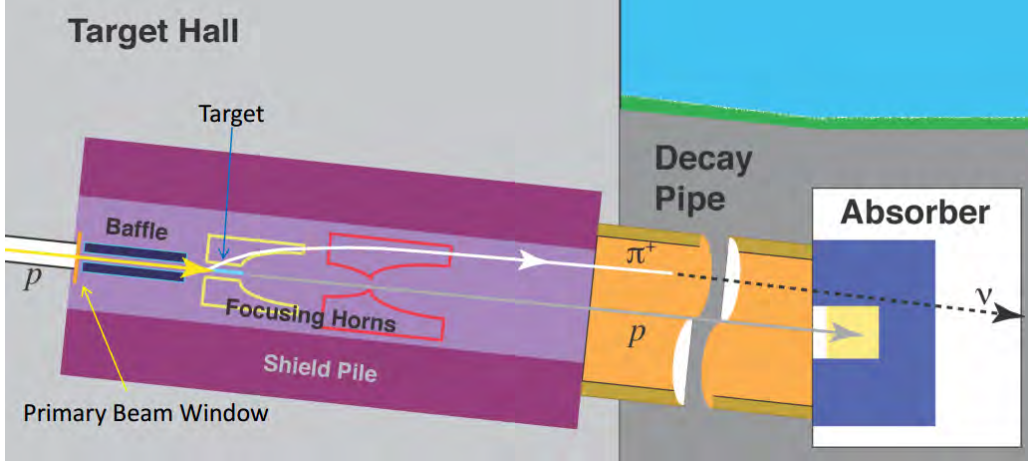 Target Hall
Target
Decay
Pipe
Absorber
Baffle
π+
ν
p
Focusing Horns
p
Shield Pile
Primary Beam Window